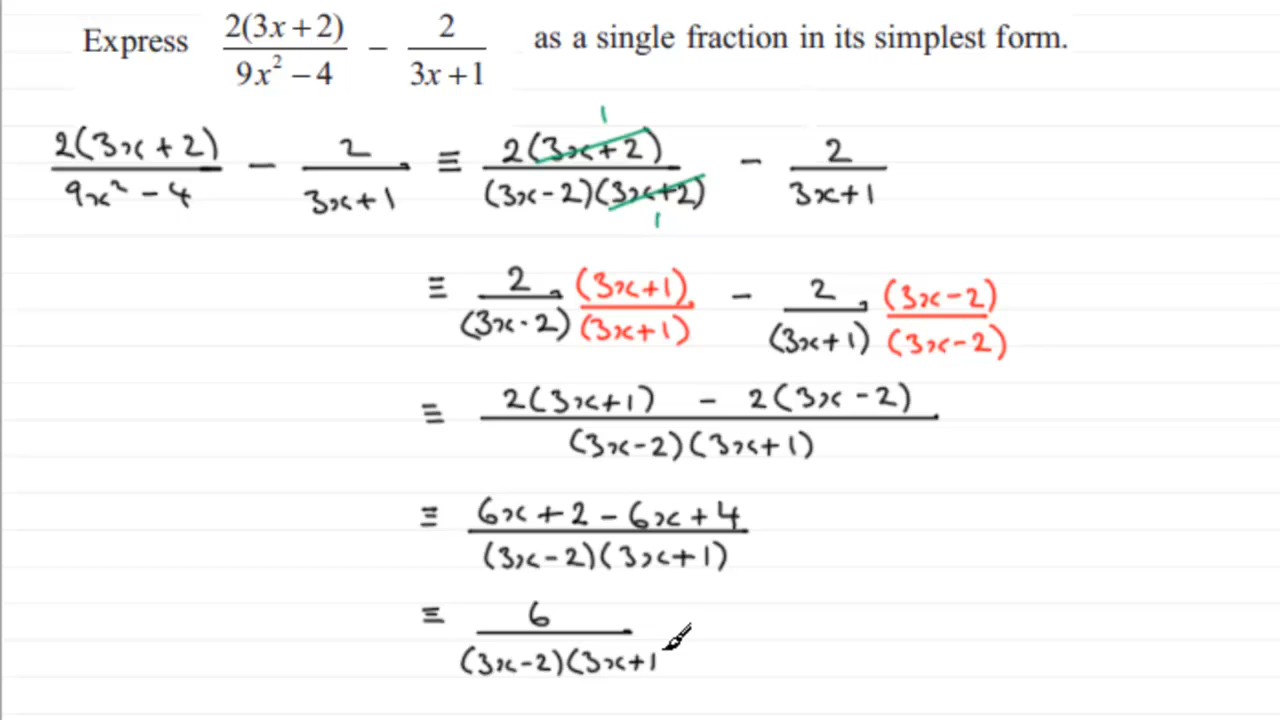 Express 2(3x+2)/(9x² − 4) − 2/(3x+1) as a single fraction in its simplest form.
2(3x+2)/(9x² − 4) − 2/(3x+1) ≡ 2(3x+2)/((3x−2)(3x+2)) − 2/(3x+1)
1
1
≡ 2/(3x−2) (3x+1)/(3x+1) − 2/(3x+1) (3x−2)/(3x−2)
≡ (2(3x+1) − 2(3x−2))/((3x−2)(3x+1))
≡ (6x+2−6x+4)/((3x−2)(3x+1))
≡ 6/((3x−2)(3x+1